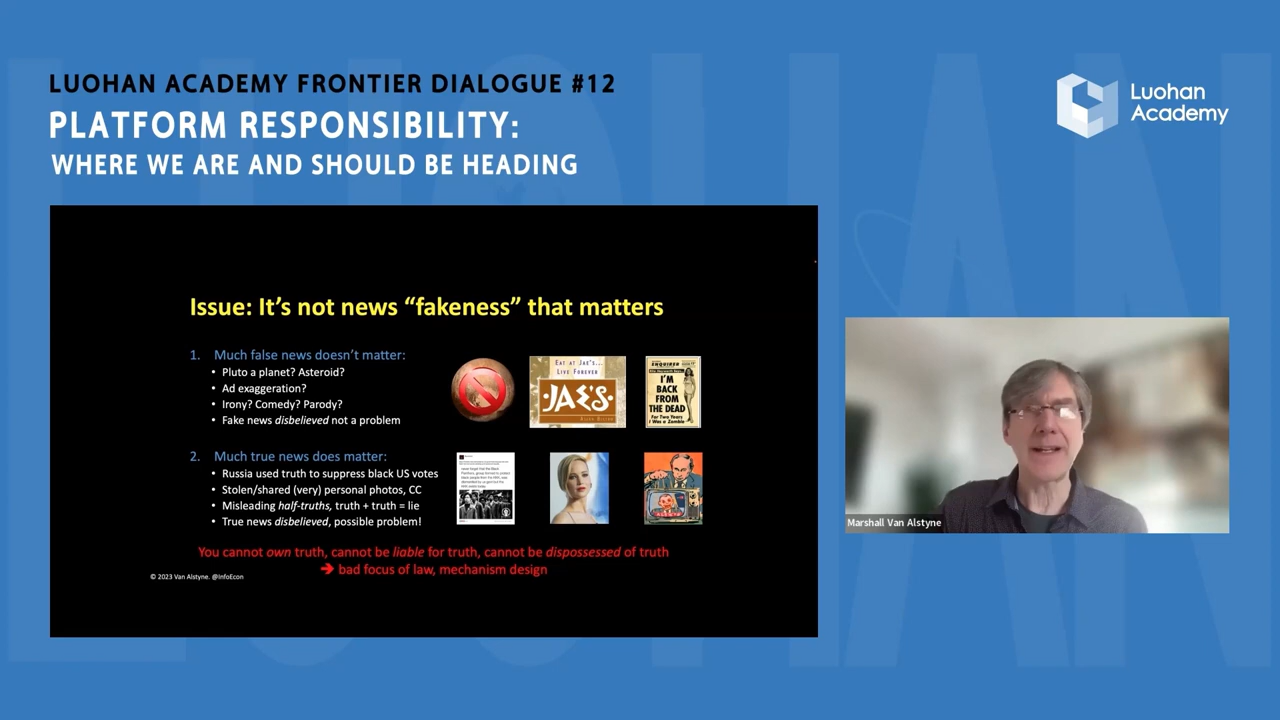 LUOHAN ACADEMY FRONTIER DIALOGUE #12
PLATFORM RESPONSIBILITY:
WHERE WE ARE AND SHOULD BE HEADING
Luohan
Academy
Issue: It's not news “fakeness” that matters
1. Much false news doesn't matter:
• Pluto a planet? Asteroid?
• Ad exaggeration?
• Irony? Comedy? Parody?
• Fake news disbelieved not a problem
EAT AT JAE'S...
LIVE FOREVER
JAE'S
ENQUIRER
I'M
BACK
FROM
THE DEAD
For Two Years
I Was a Zombie
2. Much true news does matter:
• Russia used truth to suppress black US votes
• Stolen/shared (very) personal photos, CC
• Misleading half-truths, truth + truth = lie
• True news disbelieved, possible problem!
You cannot own truth, cannot be liable for truth, cannot be dispossessed of truth
➔ bad focus of law, mechanism design
© 2023 Van Alstyne. @InfoEcon
Marshall Van Alstyne